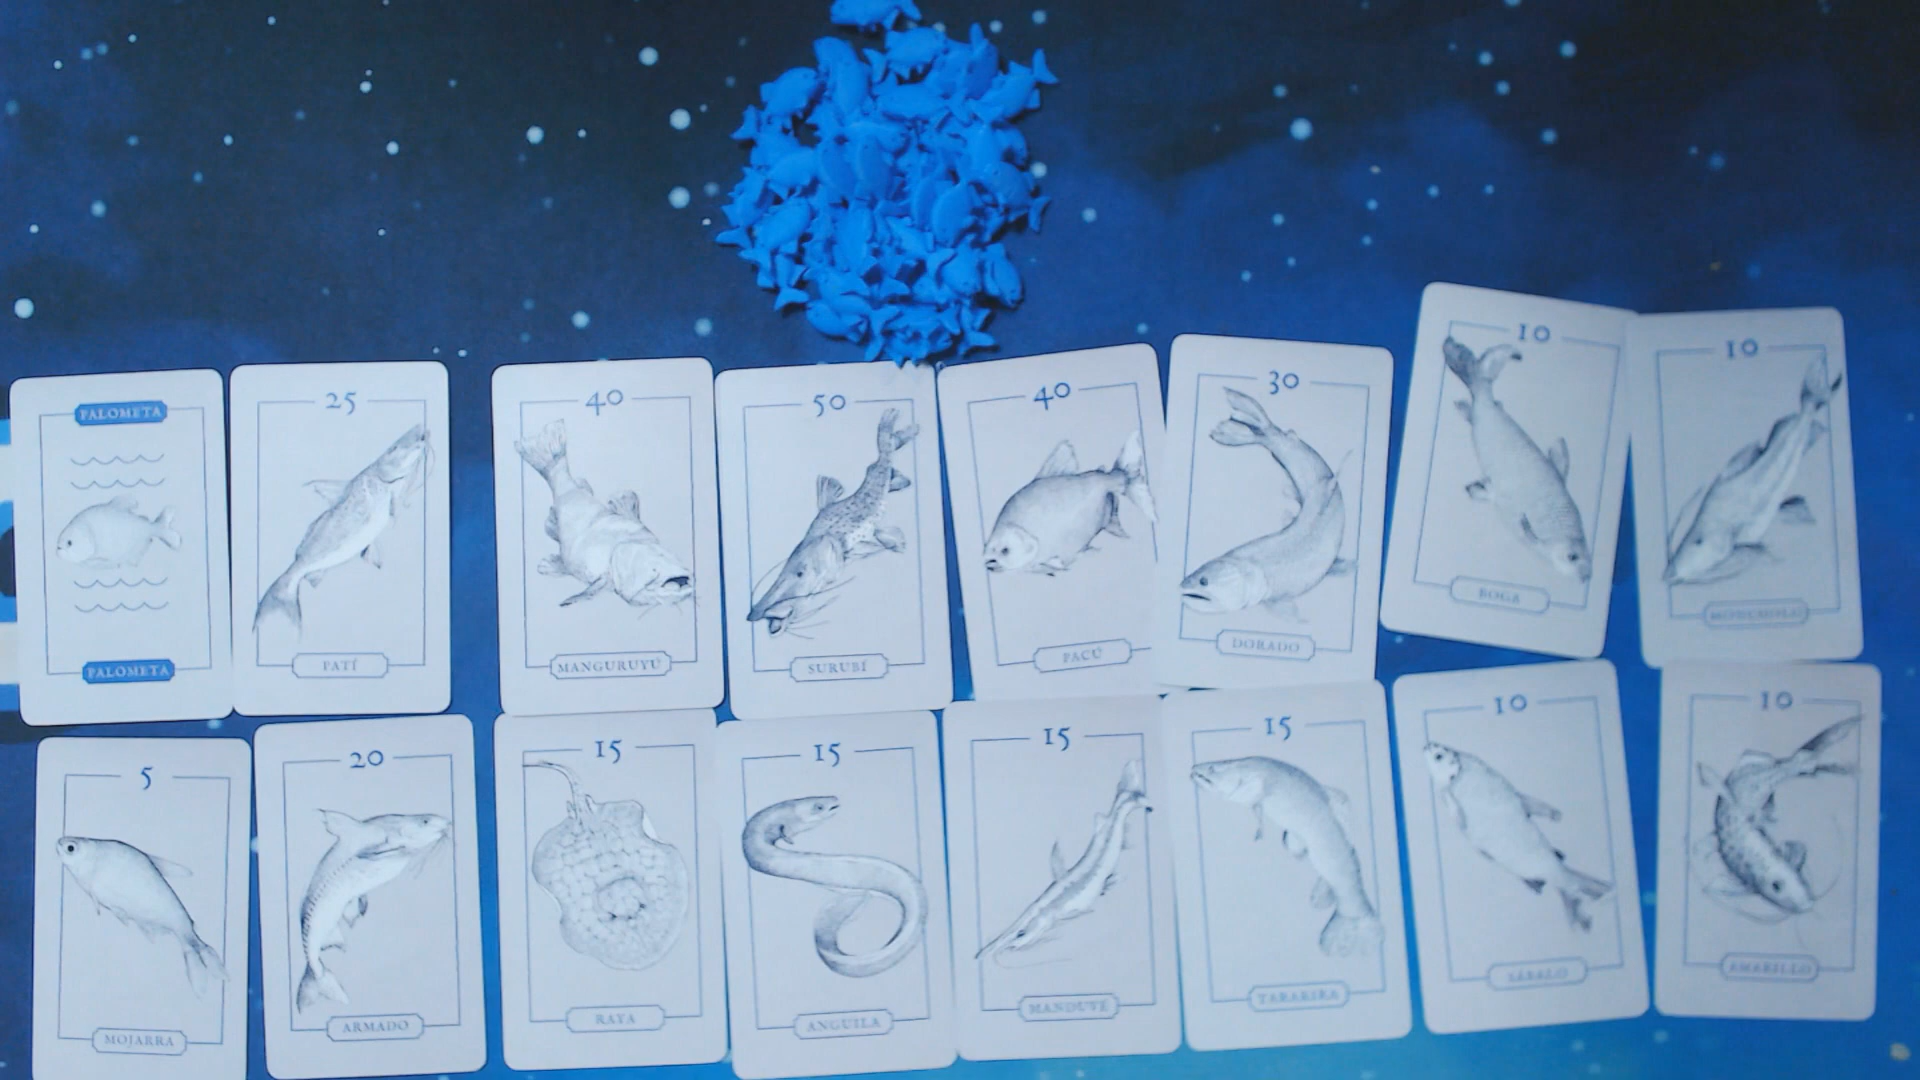 PALOMETA
PALOMETA
25
PATÍ
40
MANGURUYÚ
50
SURUBÍ
40
PACÚ
30
DORADO
10
BOGA
10
MONCHOLO
5
MOJARRA
20
ARMADO
15
RAYA
15
ANGUILA
15
MANDUVÉ
15
TARARIRA
10
SÁBALO
10
AMARILLO